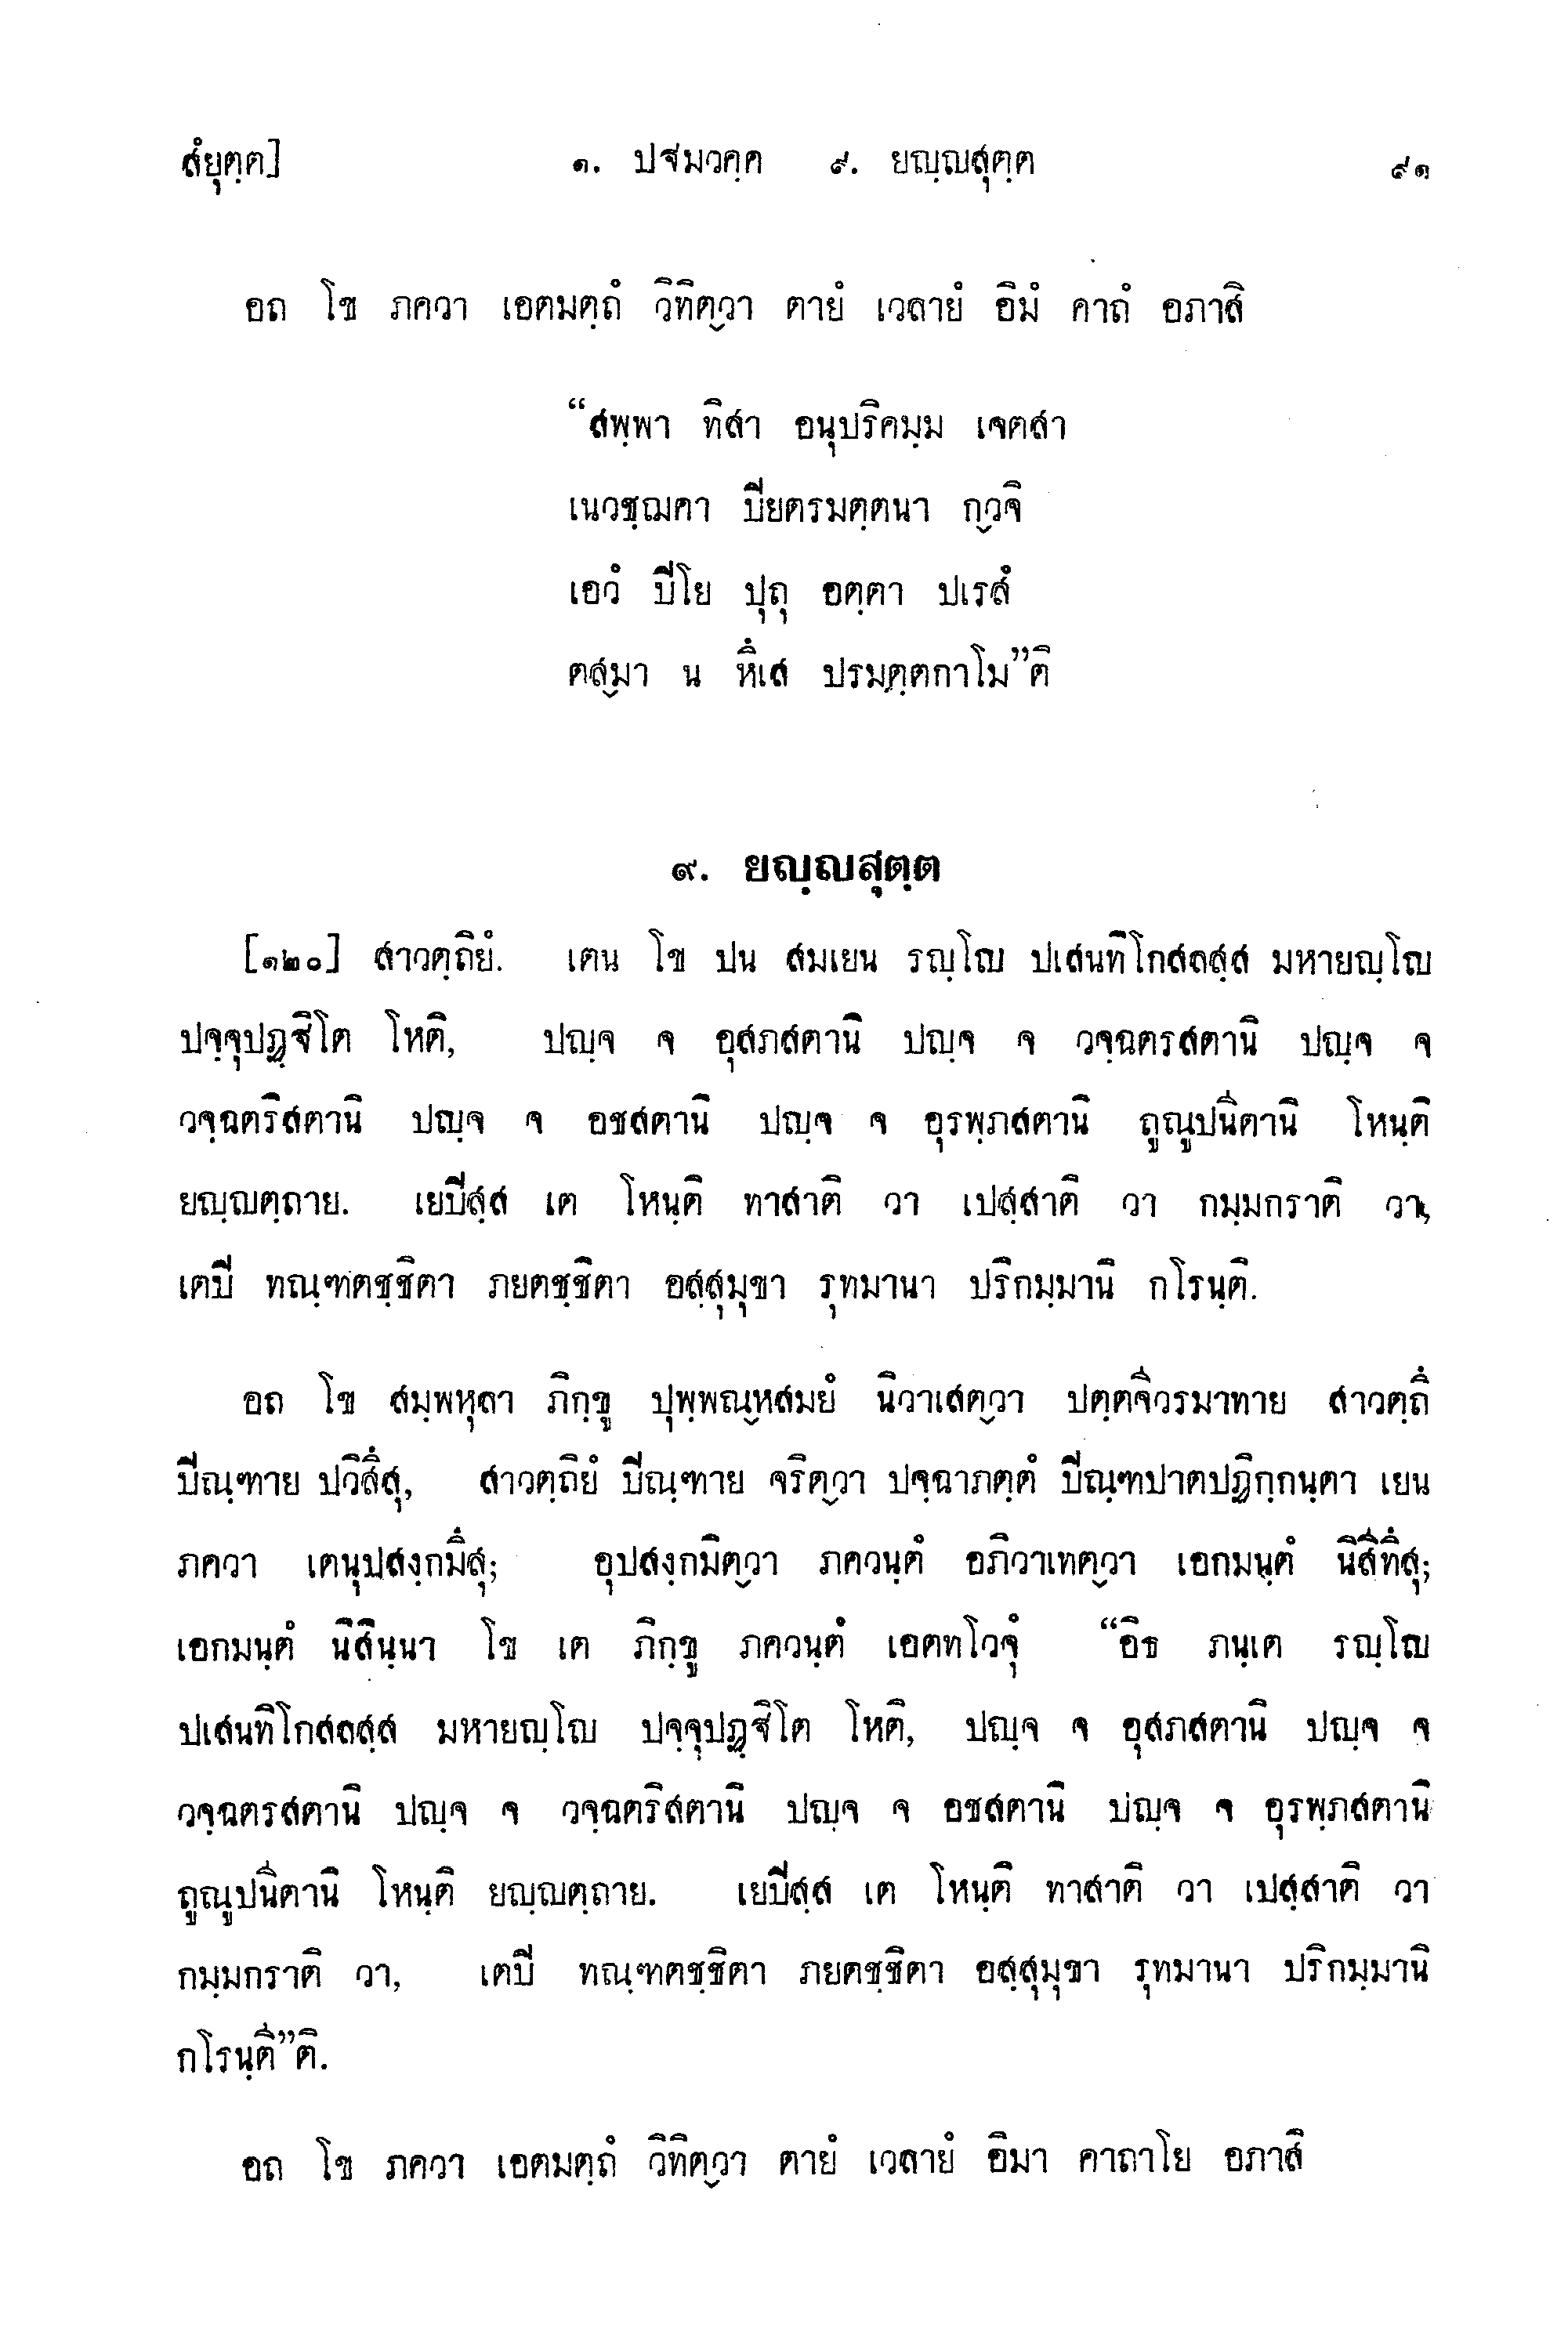 สํยุตฺต]	๑. ปฐมวคฺค ๙. ยญฺญสุตฺต	๙๑
อถ โข ภควา เอตมตฺถํ วิทิต๎วา ตายํ เวลายํ อิมํ คาถํ อภาสิ
“สพฺพา ทิสา อนุปริคมฺม เจตสา
เนวชฺฌคา ปิยตรมตฺตนา ก๎วจิ
เอวํ ปิโย ปุถุ อตฺตา ปเรสํ
ตส๎มา น หึเส ปรมตฺตกาโม”ติ
๙. ยญฺญสุตฺต
[๑๒๐] สาวตฺถิยํ. เตน โข ปน สมเยน รญฺโญ ปเสนทิโกสลสฺส มหายญฺโญ
ปจฺจุปฏฺฐิโต โหติ, ปญฺจ จ อุสภสตานิ ปญฺจ จ วจฺฉตรสตานิ ปญฺจ จ
วจฺฉตริสตานิ ปญฺจ จ อชสตานิ ปญฺจ จ อุรพฺภสตานิ ถูณูปนีตานิ โหนฺติ
ยญฺญตฺถาย. เยปิสฺส เต โหนฺติ ทาสาติ วา เปสฺสาติ วา กมฺมกราติ วา,
เตปิ ทณฺฑตชฺชิตา ภยตชฺชิตา อสฺสุมุขา รุทมานา ปริกมฺมานิ กโรนฺติ.
อถ โข สมฺพหุลา ภิกฺขู ปุพฺพณ๎หสมยํ นิวาเสต๎วา ปตฺตจีวรมาทาย สาวตฺถึ
ปิณฺฑาย ปวิสึสุ, สาวตฺถิยํ ปิณฺฑาย จริต๎วา ปจฺฉาภตฺตํ ปิณฺฑปาตปฏิกฺกนฺตา เยน
ภควา เตนุปสงฺกมึสุ; อุปสงฺกมิต๎วา ภควนฺตํ อภิวาเทต๎วา เอกมนฺตํ นิสีทึสุ;
เอกมนฺตํ นิสินฺนา โข เต ภิกฺขู ภควนฺตํ เอตทโวจุํ “อิธ ภนฺเต รญฺโญ
ปเสนทิโกสลสฺส มหายญฺโญ ปจฺจุปฏฺฐิโต โหติ, ปญฺจ จ อุสภสตานิ ปญฺจ จ
วจฺฉตรสตานิ ปญฺจ จ วจฺฉตริสตานิ ปญฺจ จ อชสตานิ ปญฺจ จ อุรพฺภสตานิ
ถูณูปนีตานิ โหนฺติ ยญฺญตฺถาย. เยปิสฺส เต โหนฺติ ทาสาติ วา เปสฺสาติ วา
กมฺมกราติ วา, เตปิ ทณฺฑตชฺชิตา ภยตชฺชิตา อสฺสุมุขา รุทมานา ปริกมฺมานิ
กโรนฺตี”ติ.
อถ โข ภควา เอตมตฺถํ วิทิต๎วา ตายํ เวลายํ อิมา คาถาโย อภาสิ